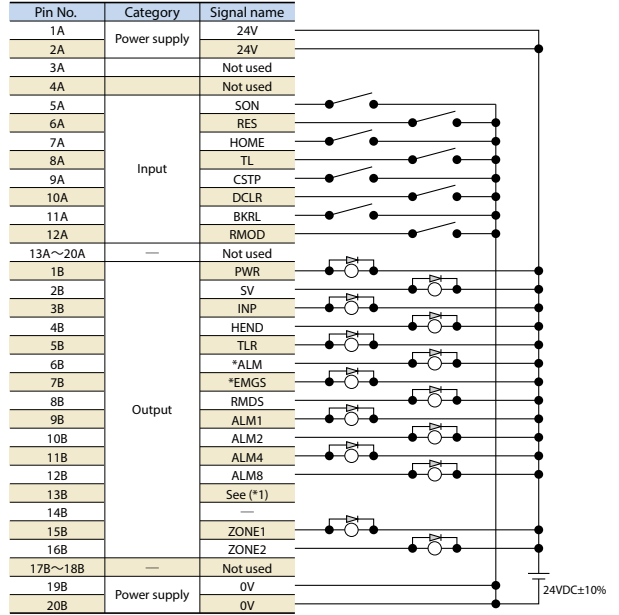 Pin No. Category Signal name
1A Power supply 24V
2A 24V
3A Not used
4A Not used
5A Input SON
6A RES
7A HOME
8A TL
9A CSTP
10A DCLR
11A BKRL
12A RMOD
13A～20A — Not used
1B Output PWR
2B SV
3B INP
4B HEND
5B TLR
6B *ALM
7B *EMGS
8B RMDS
9B ALM1
10B ALM2
11B ALM4
12B ALM8
13B See (*1)
14B —
15B ZONE1
16B ZONE2
17B～18B — Not used
19B Power supply 0V
20B 0V
24VDC±10%